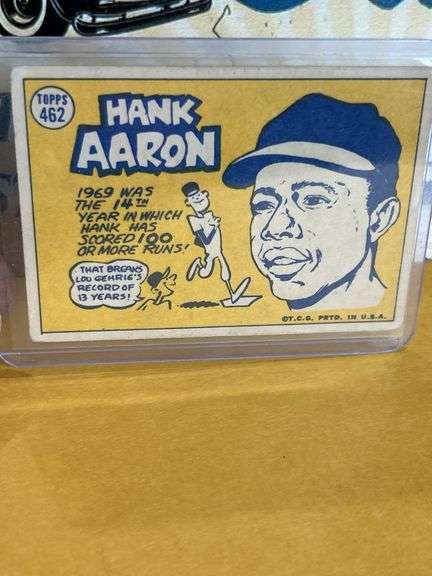 TOPPS
462
HANK
AARON
1969 WAS
THE 14TH
YEAR IN WHICH
HANK HAS
SCORED 100
OR MORE RUNS!
THAT BREAKS
LOU GEHRIG'S
RECORD OF
13 YEARS!
©T.C.G. PRTD. IN U.S.A.